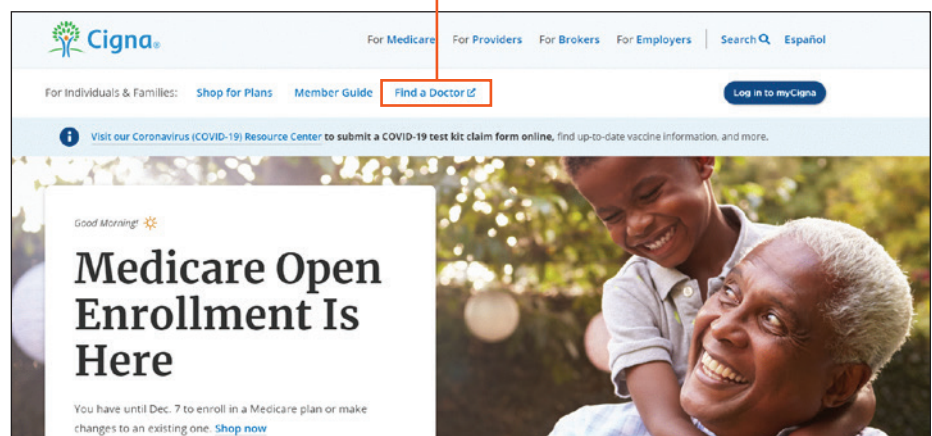 Cigna®
For Medicare For Providers For Brokers For Employers Search Español
For Individuals & Families: Shop for Plans Member Guide Find a Doctor Log in to myCigna
Visit our Coronavirus (COVID-19) Resource Center to submit a COVID-19 test kit claim form online, find up-to-date vaccine information, and more.
Good Morning!
Medicare Open
Enrollment Is
Here
You have until Dec. 7 to enroll in a Medicare plan or make
changes to an existing one. Shop now